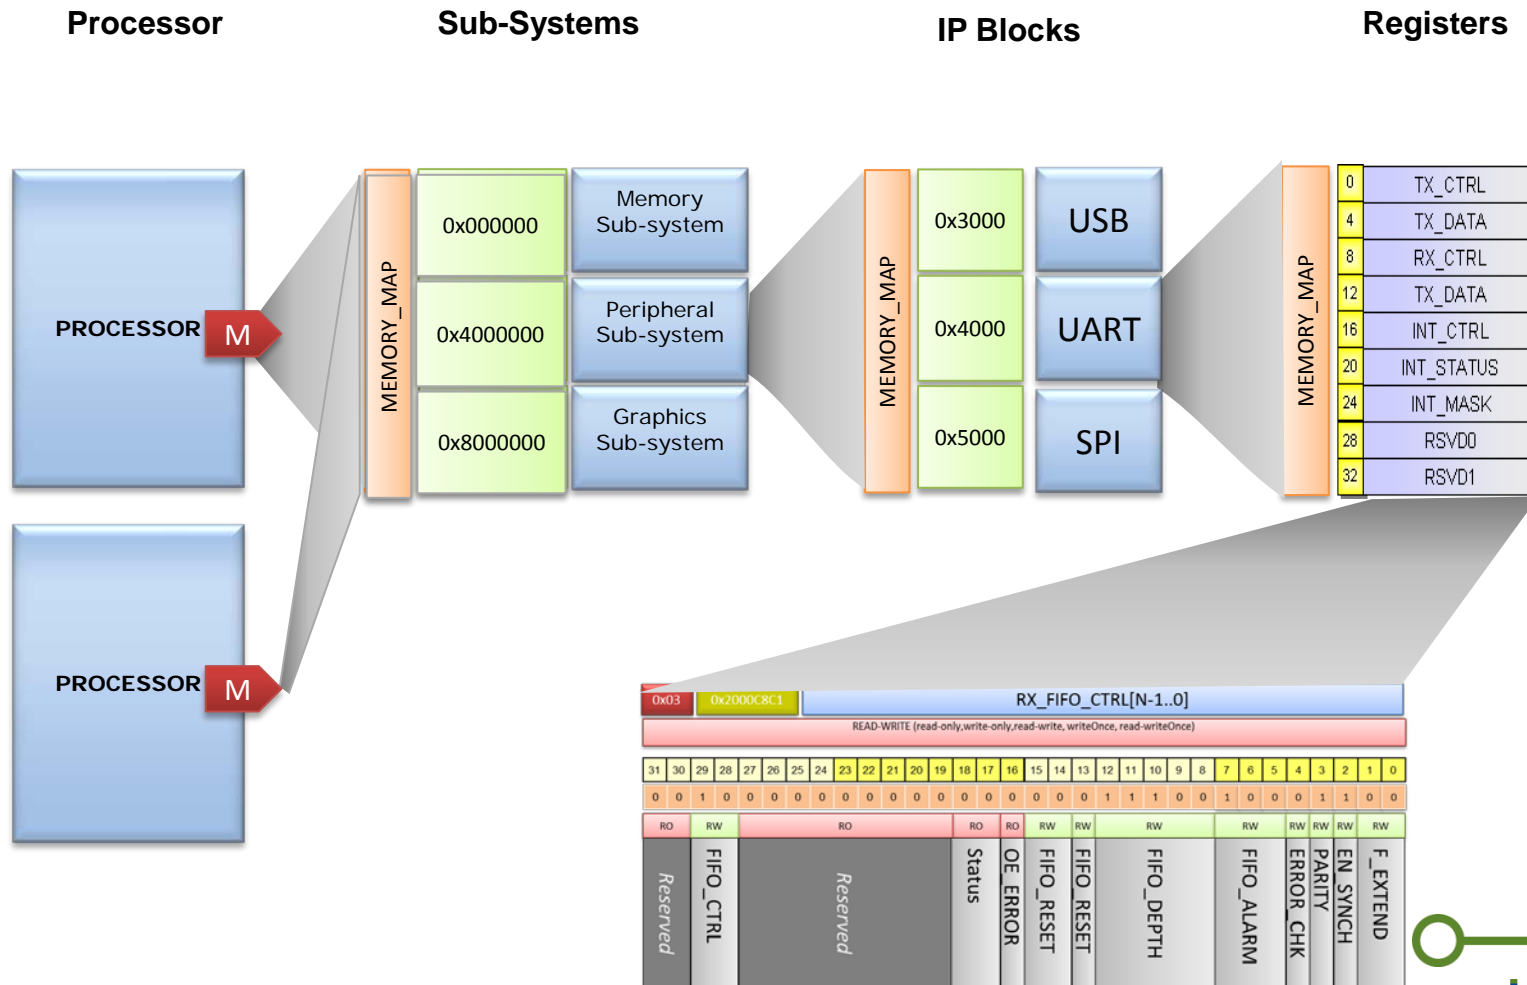 Processor Sub-Systems IP Blocks Registers
PROCESSOR M
PROCESSOR M
MEMORY_MAP
0x000000 Memory
Sub-system
0x4000000 Peripheral
Sub-system
0x8000000 Graphics
Sub-system
MEMORY_MAP
0x3000 USB
0x4000 UART
0x5000 SPI
MEMORY_MAP
0 TX_CTRL
4 TX_DATA
8 RX_CTRL
12 TX_DATA
16 INT_CTRL
20 INT_STATUS
24 INT_MASK
28 RSVD0
32 RSVD1
0x03 0x2000C8C1 RX_FIFO_CTRL[N-1..0]
READ-WRITE (read-only,write-only,read-write, writeOnce, read-writeOnce)
31 30 29 28 27 26 25 24 23 22 21 20 19 18 17 16 15 14 13 12 11 10 9 8 7 6 5 4 3 2 1 0
0 0 1 0 0 0 0 0 0 0 0 0 0 0 0 0 0 0 0 1 1 1 0 0 1 0 0 0 1 1 0 0
RO RW RO RO RO RW RW RW RW RW RW RW RW
Reserved
FIFO_CTRL
Reserved
Status
OE_ERROR
FIFO_RESET
FIFO_RESET
FIFO_DEPTH
FIFO_ALARM
ERROR_CHK
PARITY
EN_SYNCH
F_EXTEND